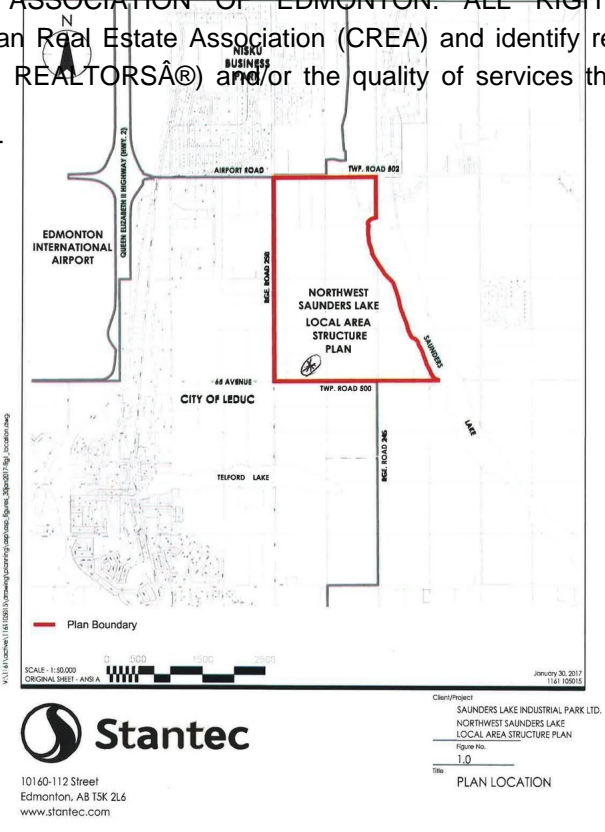 ASSOCIATION OF EDMONTON. ALL RIGHT
an Real Estate Association (CREA) and identify re
REALTORSÂ®) and/or the quality of services th
N
NISKU
BUSINESS
PARK
QUEEN ELIZABETH II HIGHWAY (HWY. 2)
AIRPORT ROAD
TWP. ROAD 502
EDMONTON
INTERNATIONAL
AIRPORT
RGE. ROAD 250
NORTHWEST
SAUNDERS LAKE
LOCAL AREA
STRUCTURE
PLAN
SAUNDERS
LAKE
65 AVENUE
TWP. ROAD 500
CITY OF LEDUC
RGE. ROAD 245
TELFORD LAKE
Plan Boundary
0 500 1500 2500
SCALE - 1:50,000
ORIGINAL SHEET - ANSI A
January 30, 2017
1161 105015
Stantec
10160-112 Street
Edmonton, AB T5K 2L6
www.stantec.com
Client/Project
SAUNDERS LAKE INDUSTRIAL PARK LTD.
NORTHWEST SAUNDERS LAKE
LOCAL AREA STRUCTURE PLAN
Figure No.
1.0
Title
PLAN LOCATION